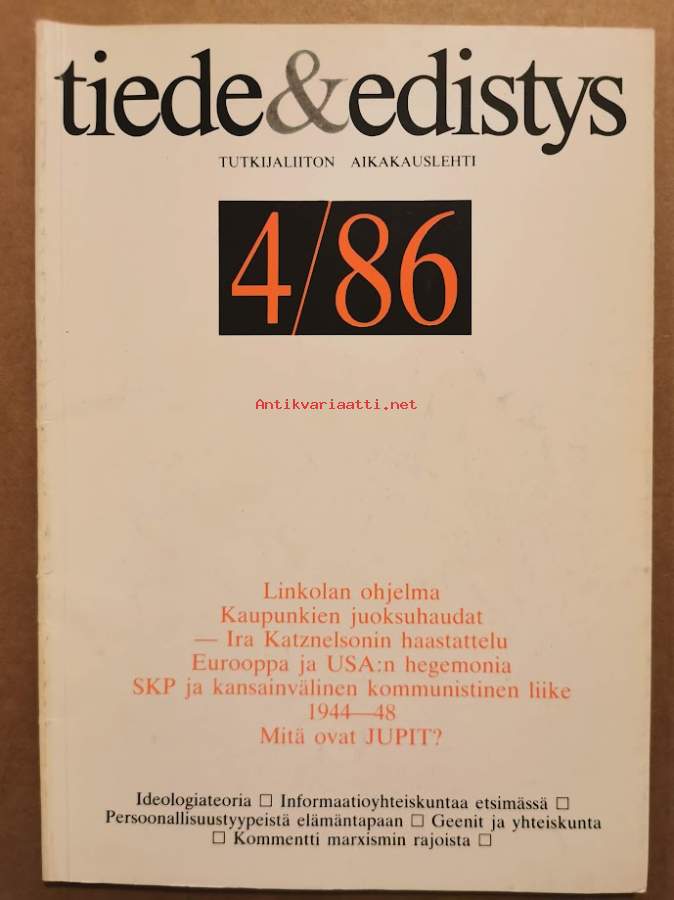 tiede&edistys
TUTKIJALIITON AIKAKAUSLEHTI
4/86
Antikvariaatti.net
Linkolan ohjelma
Kaupunkien juoksuhaudat
— Ira Katznelsonin haastattelu
Eurooppa ja USA:n hegemonia
SKP ja kansainvälinen kommunistinen liike
1944—48
Mitä ovat JUPIT?
Ideologiateoria □ Informaatioyhteiskuntaa etsimässä □
Persoonallisuustyypeistä elämäntapaan □ Geenit ja yhteiskunta
□ Kommentti marxismin rajoista □